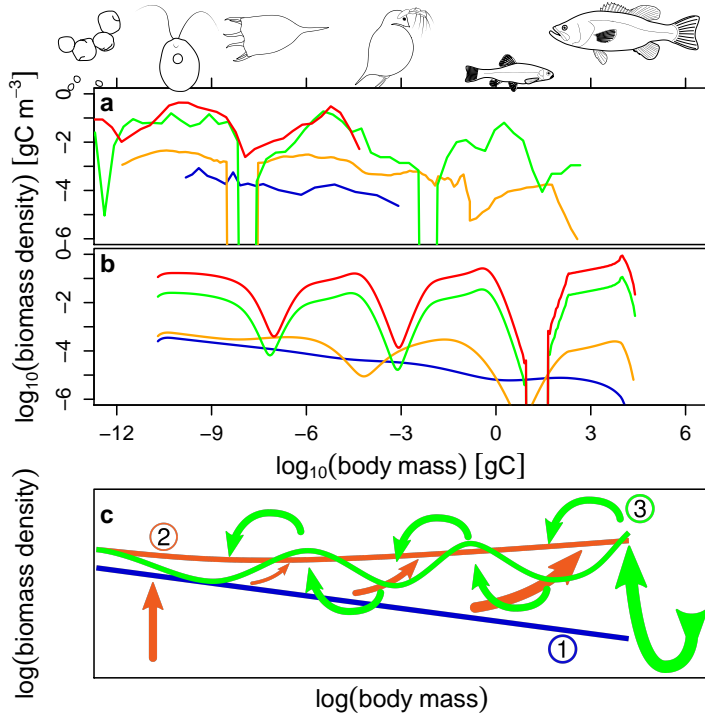 a
log₁₀(biomass density) [gC m⁻³]
0
−2
−4
−6
b
0
−2
−4
−6
−12 −9 −6 −3 0 3 6
log₁₀(body mass) [gC]
c
log(biomass density)
2
3
1
log(body mass)